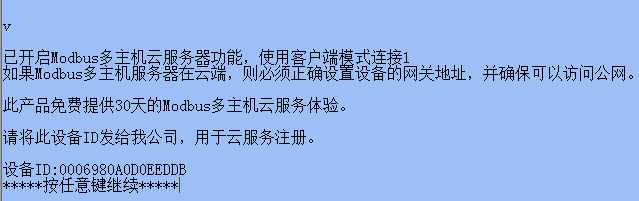 v
已开启Modbus多主机云服务器功能，使用客户端模式连接1
如果Modbus多主机服务器在云端，则必须正确设置设备的网关地址，并确保可以访问公网。
此产品免费提供30天的Modbus多主机云服务体验。
请将此设备ID发给我公司，用于云服务注册。
设备ID:0006980A0D0EEDDB
*****按任意键继续*****